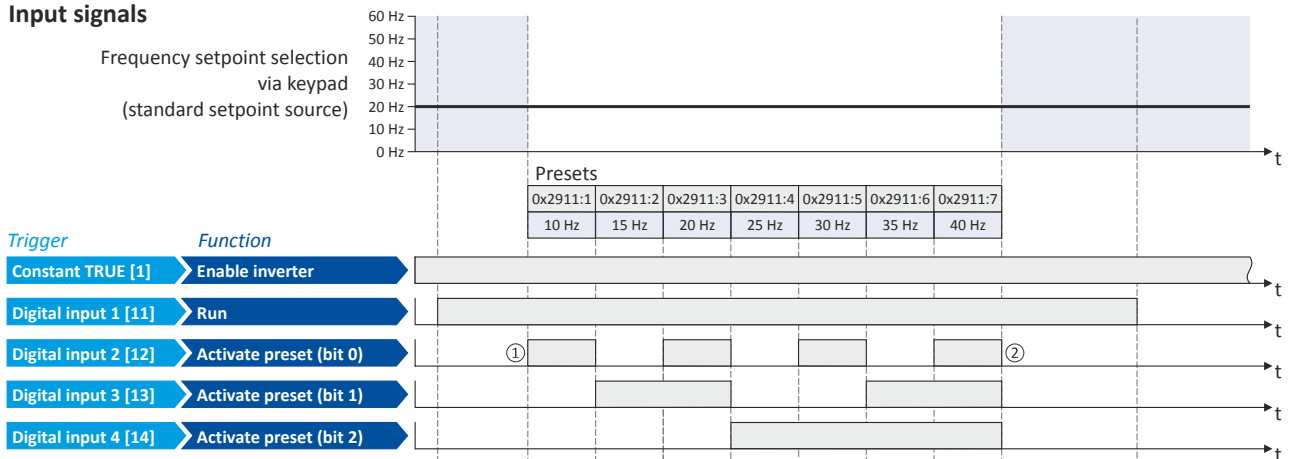 Input signals
Frequency setpoint selection
via keypad
(standard setpoint source)
60 Hz
50 Hz
40 Hz
30 Hz
20 Hz
10 Hz
0 Hz
t
Presets
0x2911:1 0x2911:2 0x2911:3 0x2911:4 0x2911:5 0x2911:6 0x2911:7
10 Hz 15 Hz 20 Hz 25 Hz 30 Hz 35 Hz 40 Hz
Trigger Function
Constant TRUE [1] Enable inverter
t
Digital input 1 [11] Run
t
Digital input 2 [12] Activate preset (bit 0) ① ②
t
Digital input 3 [13] Activate preset (bit 1)
t
Digital input 4 [14] Activate preset (bit 2)
t